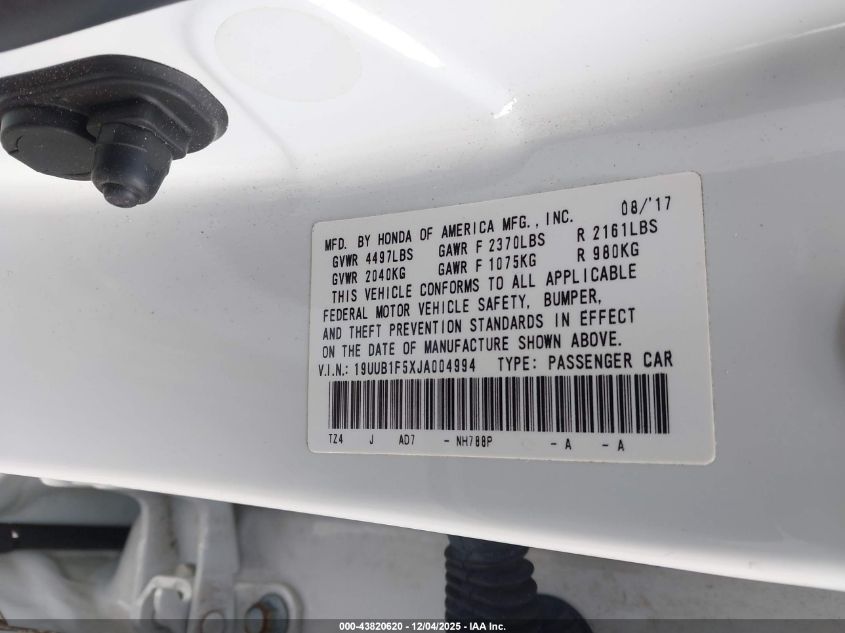 08/'17
MFD. BY HONDA OF AMERICA MFG., INC.
GVWR 4497LBS GAWR F 2370LBS R 2161LBS
GVWR 2040KG GAWR F 1075KG R 980KG
THIS VEHICLE CONFORMS TO ALL APPLICABLE
FEDERAL MOTOR VEHICLE SAFETY, BUMPER,
AND THEFT PREVENTION STANDARDS IN EFFECT
ON THE DATE OF MANUFACTURE SHOWN ABOVE.
V.I.N.: 19UUB1F5XJA004994 TYPE: PASSENGER CAR
TZ4 J AD7 - NH788P - A - A
000-43820620 - 12/04/2025 - IAA Inc.